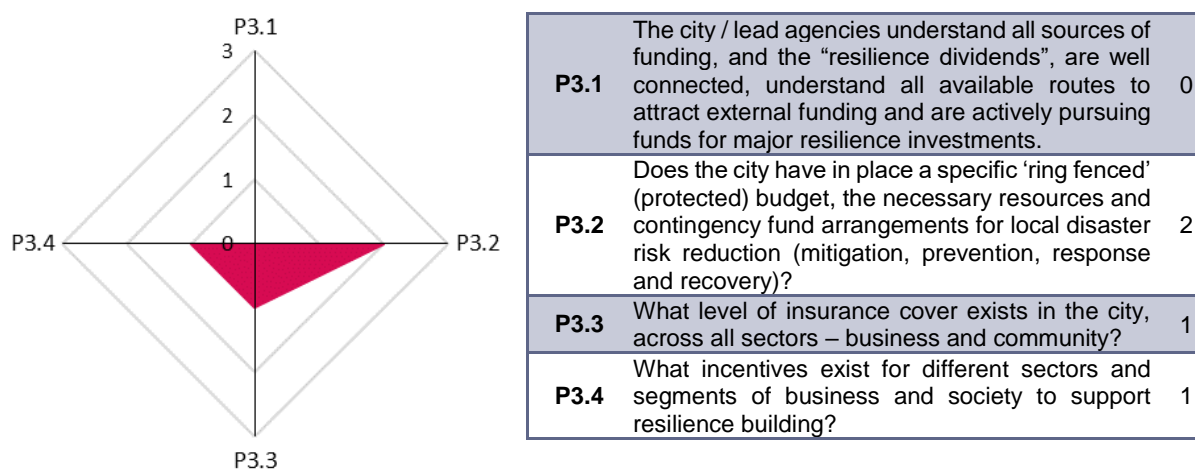 P3.1
3
2
1
0
P3.4
P3.2
P3.3
The city / lead agencies understand all sources of
funding, and the “resilience dividends”, are well
P3.1 connected, understand all available routes to 0
attract external funding and are actively pursuing
funds for major resilience investments.
Does the city have in place a specific ‘ring fenced’
(protected) budget, the necessary resources and
P3.2 contingency fund arrangements for local disaster 2
risk reduction (mitigation, prevention, response
and recovery)?
P3.3 What level of insurance cover exists in the city, 1
across all sectors – business and community?
What incentives exist for different sectors and
P3.4 segments of business and society to support 1
resilience building?